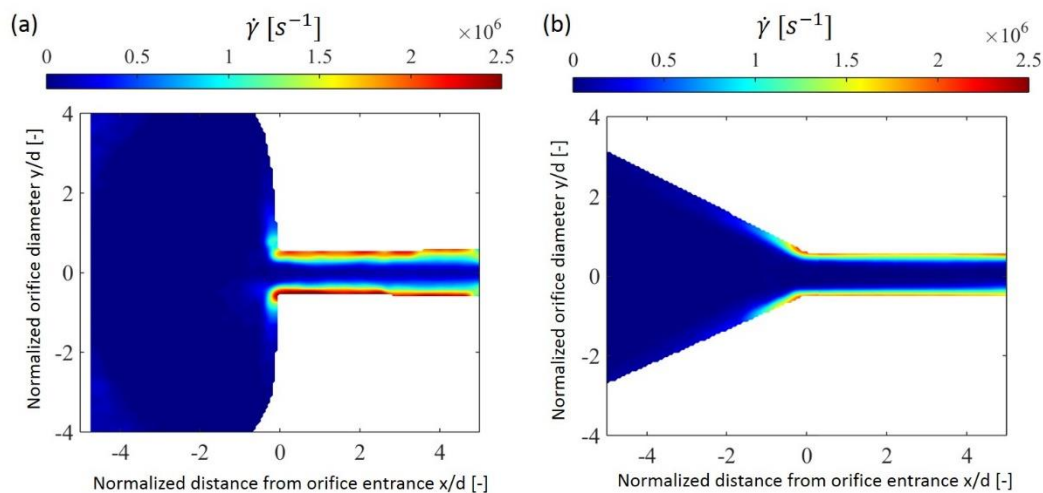 (a)
γ̇ [s⁻¹]
×10⁶
0 0.5 1 1.5 2 2.5
4
2
0
-2
-4
Normalized orifice diameter y/d [-]
-4 -2 0 2 4
Normalized distance from orifice entrance x/d [-]
(b)
γ̇ [s⁻¹]
×10⁶
0 0.5 1 1.5 2 2.5
4
2
0
-2
-4
Normalized orifice diameter y/d [-]
-4 -2 0 2 4
Normalized distance from orifice entrance x/d [-]